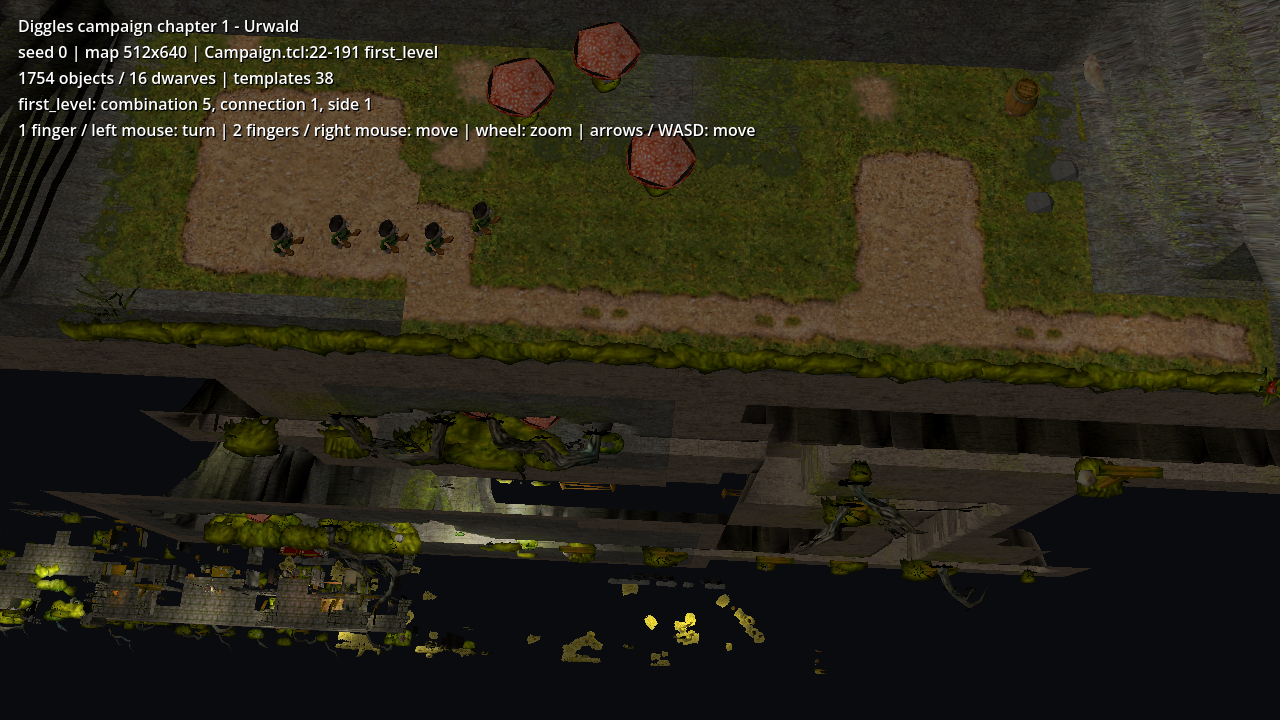 Diggles campaign chapter 1 - Urwald
seed 0 | map 512x640 | Campaign.tcl:22-191 first_level
1754 objects / 16 dwarves | templates 38
first_level: combination 5, connection 1, side 1
1 finger / left mouse: turn | 2 fingers / right mouse: move | wheel: zoom | arrows / WASD: move